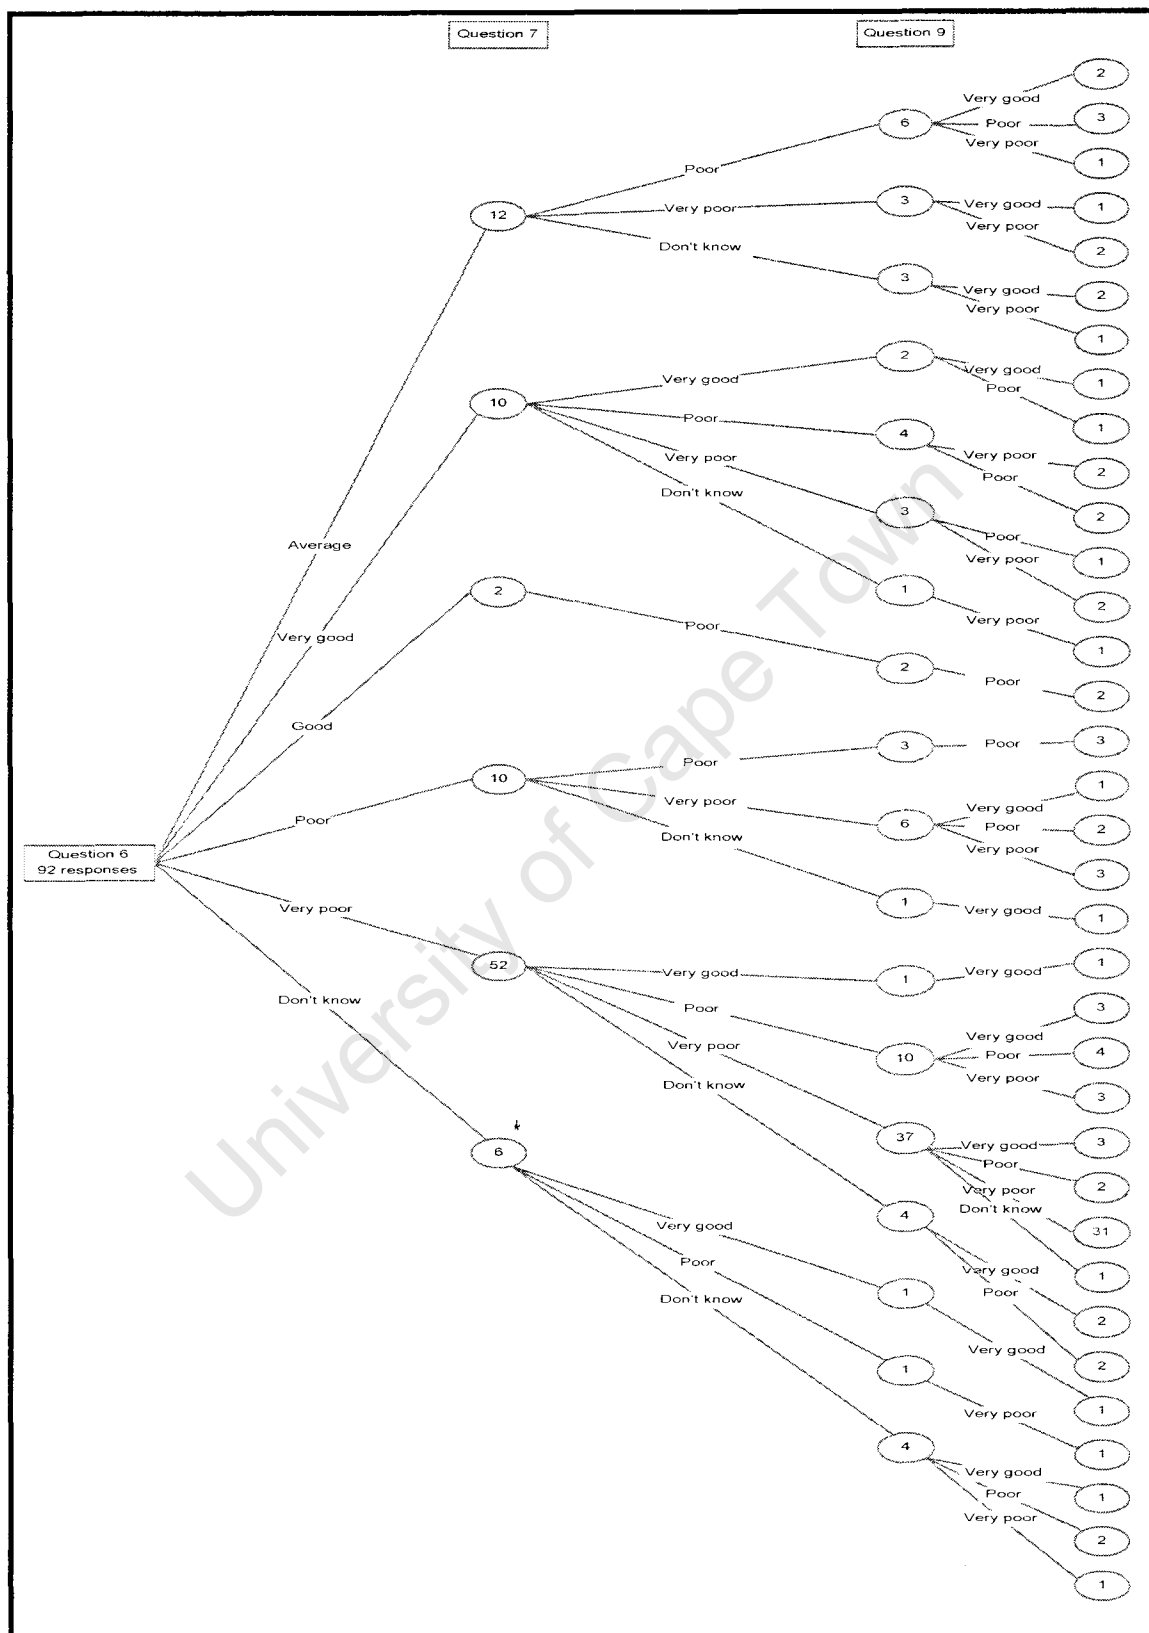 Question 7
Question 9
2
Very good
6
Poor
3
Very poor
1
Poor
12
Very poor
3
Very good
1
Very poor
2
Don't know
3
Very good
2
Very poor
1
2
Very good
1
Poor
1
Very good
10
Poor
4
Very poor
2
Poor
2
Very poor
3
Poor
1
Very poor
2
Don't know
1
Very poor
1
Average
Very good
2
Poor
2
Poor
2
Good
Poor
3
Poor
3
10
Very poor
6
Very good
1
Poor
2
Very poor
3
Don't know
1
Very good
1
Poor
Question 6
92 responses
Very poor
52
Very good
1
Very good
1
Poor
10
Very good
3
Poor
4
Very poor
3
Very poor
37
Very good
3
Poor
2
Very poor
31
Don't know
1
Don't know
4
Very good
2
Poor
2
Don't know
6
Very good
1
Very good
1
Poor
1
Very poor
1
Don't know
4
Very good
1
Poor
2
Very poor
1
University of Cape Town